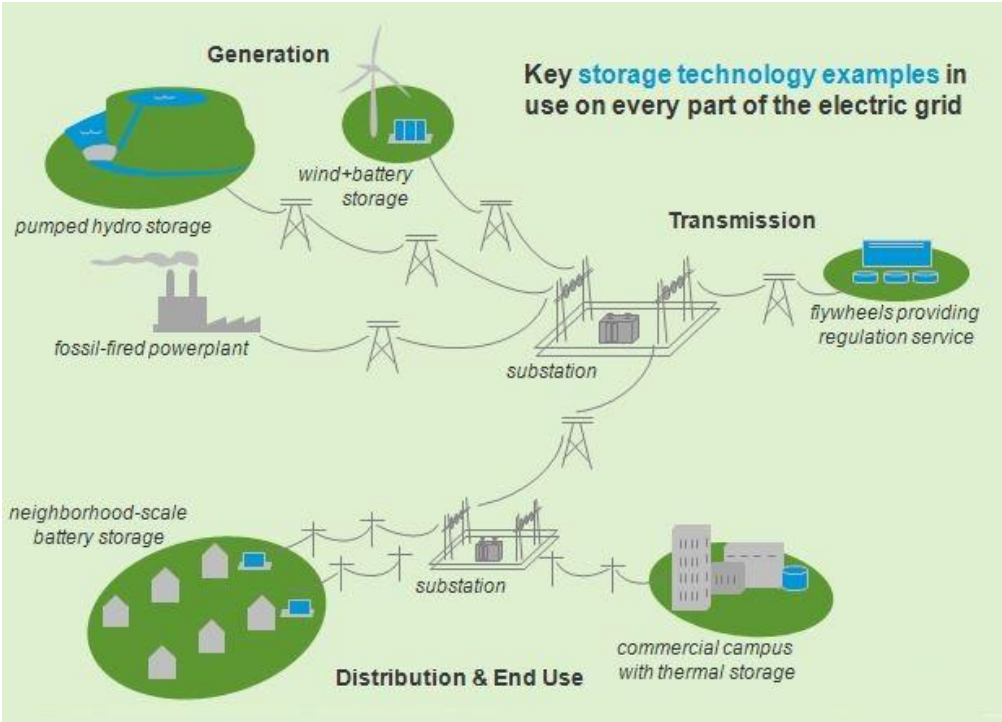 Generation
Key storage technology examples in
use on every part of the electric grid
wind+battery
storage
pumped hydro storage
Transmission
fossil-fired powerplant
flywheels providing
regulation service
substation
neighborhood-scale
battery storage
substation
commercial campus
with thermal storage
Distribution & End Use